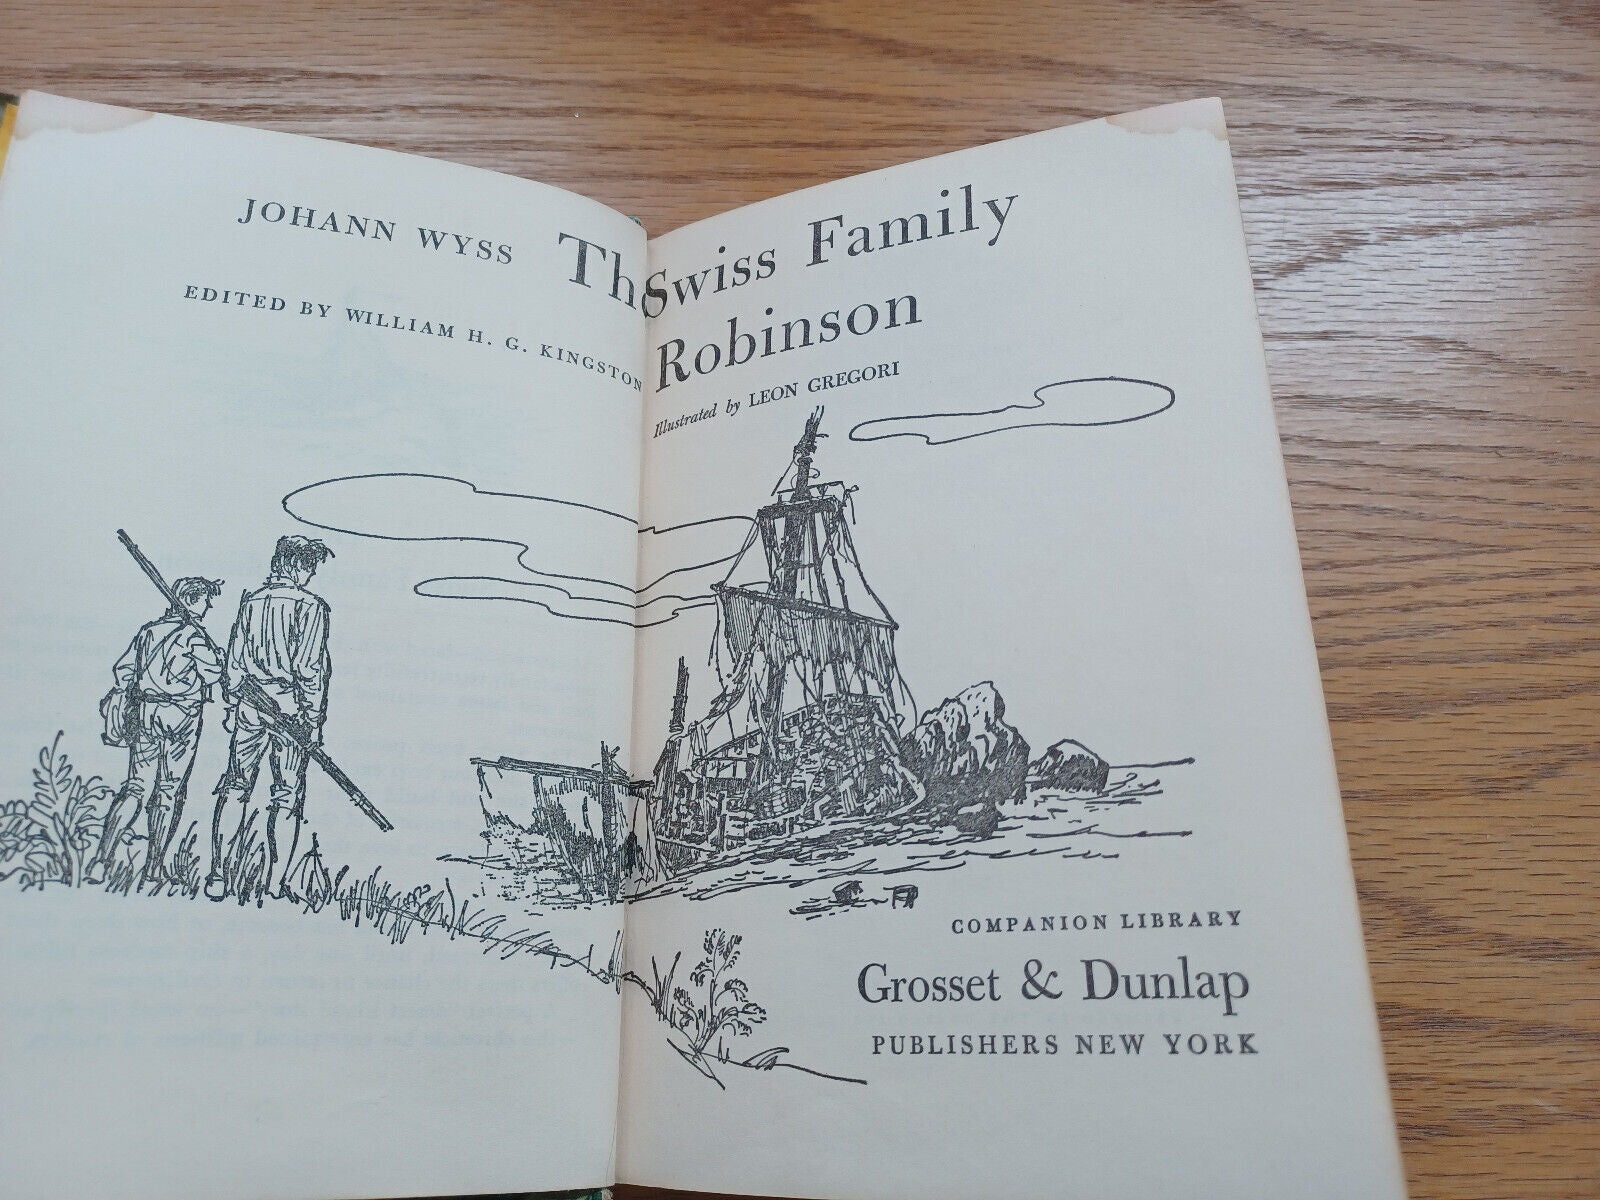 JOHANN WYSS
EDITED BY WILLIAM H. G. KINGSTON
The Swiss Family
Robinson
Illustrated by LEON GREGORI
COMPANION LIBRARY
Grosset & Dunlap
PUBLISHERS NEW YORK